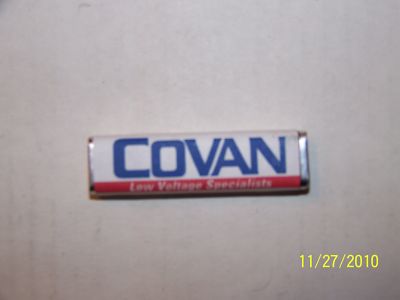 COVAN
Low Voltage Specialists
11/27/2010